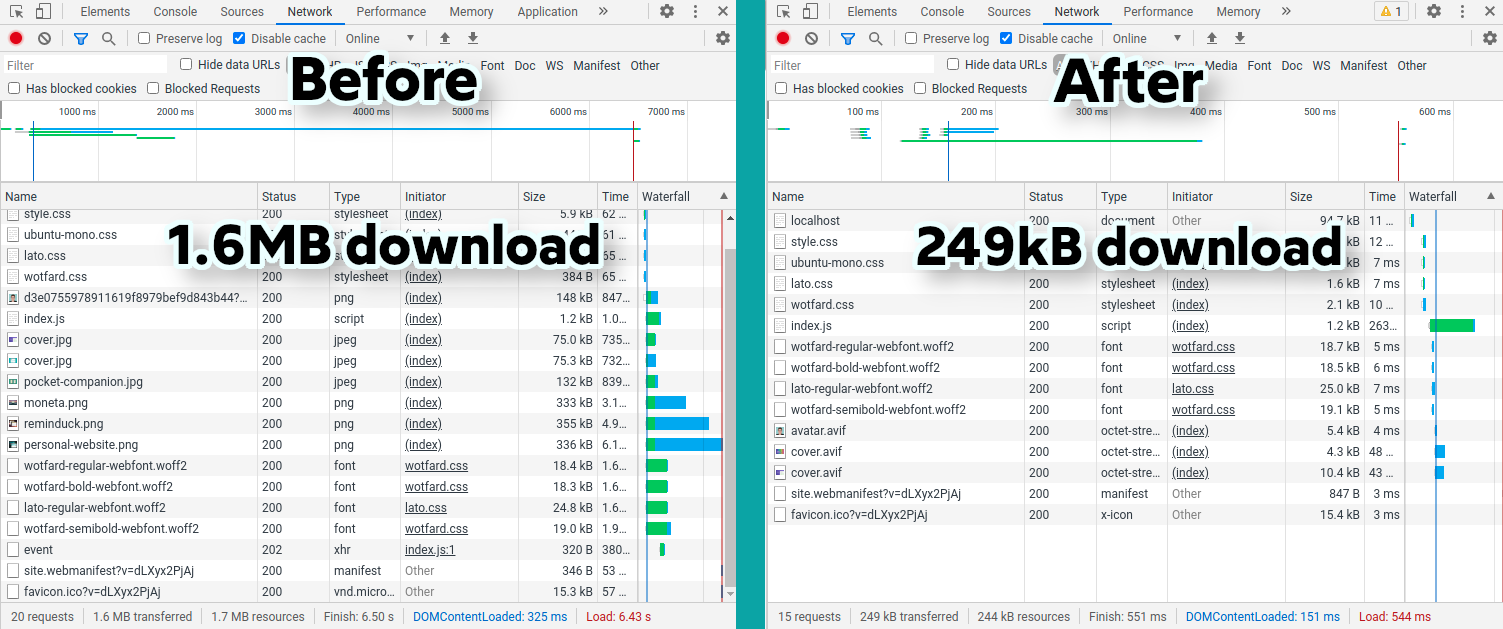 Elements Console Sources Network Performance Memory Application
Preserve log Disable cache Online
Filter Hide data URLs Font Doc WS Manifest Other
Has blocked cookies Blocked Requests
Before
1000 ms 2000 ms 3000 ms 4000 ms 5000 ms 6000 ms 7000 ms
Name Status Type Initiator Size Time Waterfall
style.css 200 stylesheet (index) 5.9 kB 62 ...
ubuntu-mono.css 61 ...
1.6MB download
lato.css 65 ...
wotfard.css 200 stylesheet (index) 384 B 65 ...
d3e0755978911619f8979bef9d843b44?... 200 png (index) 148 kB 847...
index.js 200 script (index) 1.2 kB 1.0...
cover.jpg 200 jpeg (index) 75.0 kB 735...
cover.jpg 200 jpeg (index) 75.3 kB 732...
pocket-companion.jpg 200 jpeg (index) 132 kB 839...
moneta.png 200 png (index) 333 kB 3.1...
reminduck.png 200 png (index) 355 kB 4.9...
personal-website.png 200 png (index) 336 kB 6.1...
wotfard-regular-webfont.woff2 200 font wotfard.css 18.4 kB 1.6...
wotfard-bold-webfont.woff2 200 font wotfard.css 18.3 kB 1.6...
lato-regular-webfont.woff2 200 font lato.css 24.8 kB 1.6...
wotfard-semibold-webfont.woff2 200 font wotfard.css 19.0 kB 1.9...
event 202 xhr index.js:1 320 B 380...
site.webmanifest?v=dLXyx2PjAj 200 manifest Other 346 B 53 ...
favicon.ico?v=dLXyx2PjAj 200 vnd.micro... Other 15.3 kB 57 ...
20 requests 1.6 MB transferred 1.7 MB resources Finish: 6.50 s DOMContentLoaded: 325 ms Load: 6.43 s
Elements Console Sources Network Performance Memory 1
Preserve log Disable cache Online
Filter Hide data URLs CSS Img Media Font Doc WS Manifest Other
Has blocked cookies Blocked Requests
After
100 ms 200 ms 300 ms 400 ms 500 ms 600 ms
Name Status Type Initiator Size Time Waterfall
localhost 200 document Other 94.7 kB 11 ...
style.css kB 12 ...
249kB download
ubuntu-mono.css kB 7 ms
lato.css 200 stylesheet (index) 1.6 kB 7 ms
wotfard.css 200 stylesheet (index) 2.1 kB 10 ...
index.js 200 script (index) 1.2 kB 263...
wotfard-regular-webfont.woff2 200 font wotfard.css 18.7 kB 5 ms
wotfard-bold-webfont.woff2 200 font wotfard.css 18.5 kB 6 ms
lato-regular-webfont.woff2 200 font lato.css 25.0 kB 7 ms
wotfard-semibold-webfont.woff2 200 font wotfard.css 19.1 kB 5 ms
avatar.avif 200 octet-stre... (index) 5.4 kB 4 ms
cover.avif 200 octet-stre... (index) 4.3 kB 48 ...
cover.avif 200 octet-stre... (index) 10.4 kB 43 ...
site.webmanifest?v=dLXyx2PjAj 200 manifest Other 847 B 3 ms
favicon.ico?v=dLXyx2PjAj 200 x-icon Other 15.4 kB 3 ms
15 requests 249 kB transferred 244 kB resources Finish: 551 ms DOMContentLoaded: 151 ms Load: 544 ms